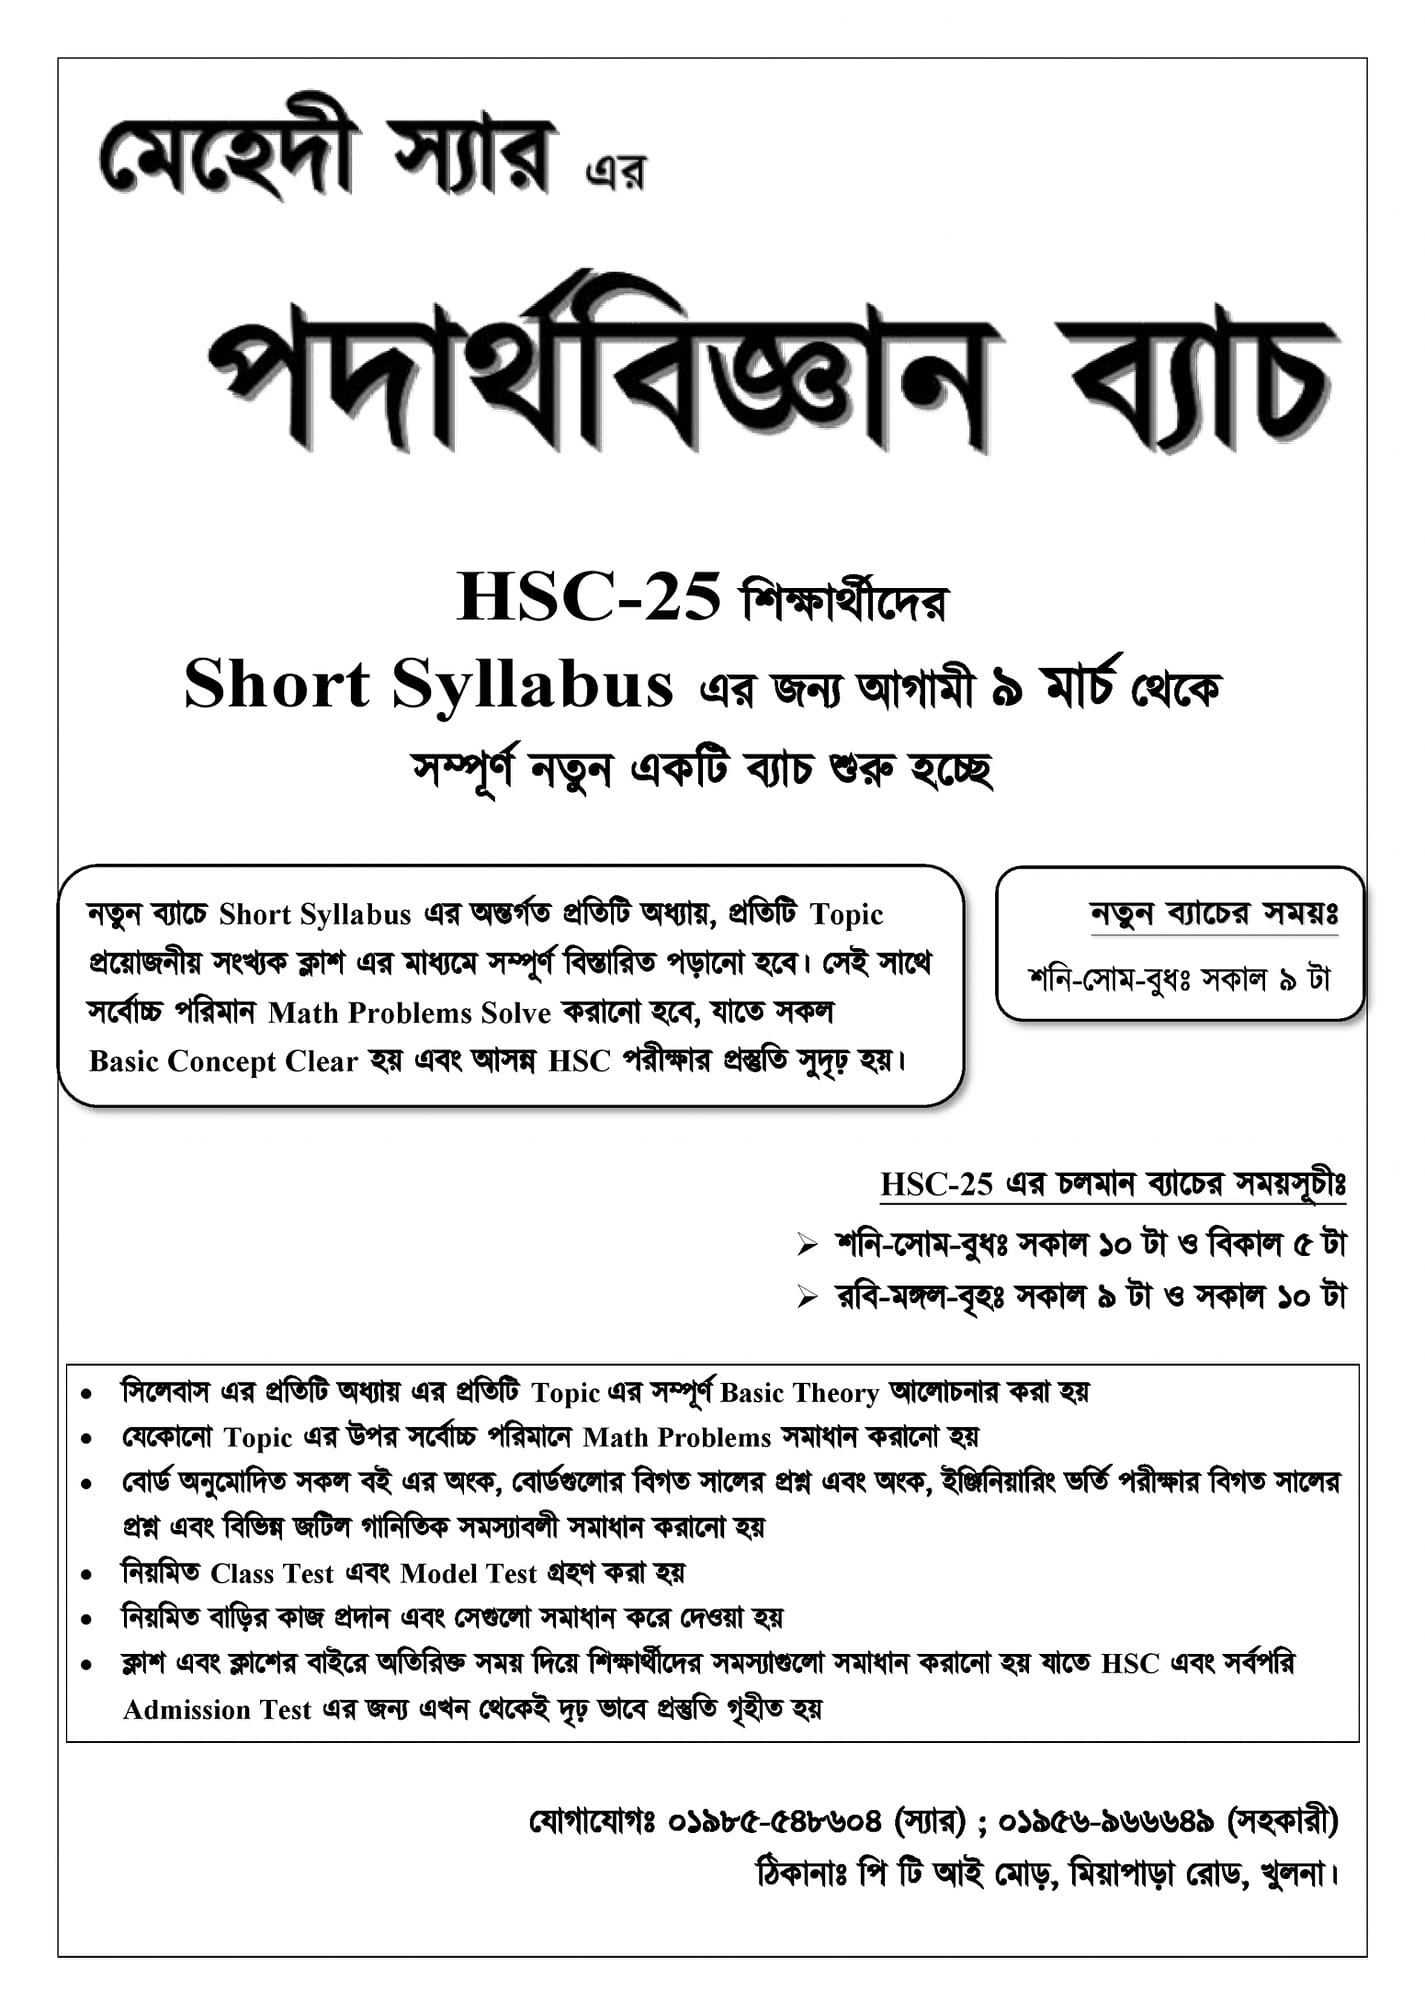 মেহেদী স্যার এর
পদার্থবিজ্ঞান ব্যাচ
HSC-25 শিক্ষার্থীদের
Short Syllabus এর জন্য আগামী ৯ মার্চ থেকে
সম্পূর্ণ নতুন একটি ব্যাচ শুরু হচ্ছে
নতুন ব্যাচে Short Syllabus এর অন্তর্গত প্রতিটি অধ্যায়, প্রতিটি Topic
প্রয়োজনীয় সংখ্যক ক্লাশ এর মাধ্যমে সম্পূর্ণ বিস্তারিত পড়ানো হবে। সেই সাথে
সর্বোচ্চ পরিমান Math Problems Solve করানো হবে, যাতে সকল
Basic Concept Clear হয় এবং আসন্ন HSC পরীক্ষার প্রস্তুতি সুদৃঢ় হয়।
নতুন ব্যাচের সময়ঃ
শনি-সোম-বুধঃ সকাল ৯ টা
HSC-25 এর চলমান ব্যাচের সময়সূচীঃ
➢ শনি-সোম-বুধঃ সকাল ১০ টা ও বিকাল ৫ টা
➢ রবি-মঙ্গল-বৃহঃ সকাল ৯ টা ও সকাল ১০ টা
• সিলেবাস এর প্রতিটি অধ্যায় এর প্রতিটি Topic এর সম্পূর্ণ Basic Theory আলোচনার করা হয়
• যেকোনো Topic এর উপর সর্বোচ্চ পরিমানে Math Problems সমাধান করানো হয়
• বোর্ড অনুমোদিত সকল বই এর অংক, বোর্ডগুলোর বিগত সালের প্রশ্ন এবং অংক, ইঞ্জিনিয়ারিং ভর্তি পরীক্ষার বিগত সালের
প্রশ্ন এবং বিভিন্ন জটিল গানিতিক সমস্যাবলী সমাধান করানো হয়
• নিয়মিত Class Test এবং Model Test গ্রহণ করা হয়
• নিয়মিত বাড়ির কাজ প্রদান এবং সেগুলো সমাধান করে দেওয়া হয়
• ক্লাশ এবং ক্লাশের বাইরে অতিরিক্ত সময় দিয়ে শিক্ষার্থীদের সমস্যাগুলো সমাধান করানো হয় যাতে HSC এবং সর্বপরি
Admission Test এর জন্য এখন থেকেই দৃঢ় ভাবে প্রস্তুতি গৃহীত হয়
যোগাযোগঃ ০১৯৮৫-৫৪৮৬০৪ (স্যার) ; ০১৯৫৬-৯৬৬৬৪৯ (সহকারী)
ঠিকানাঃ পি টি আই মোড়, মিয়াপাড়া রোড, খুলনা।